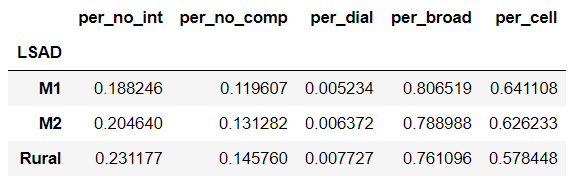 per_no_int per_no_comp per_dial per_broad per_cell
LSAD
M1 0.188246 0.119607 0.005234 0.806519 0.641108
M2 0.204640 0.131282 0.006372 0.788988 0.626233
Rural 0.231177 0.145760 0.007727 0.761096 0.578448